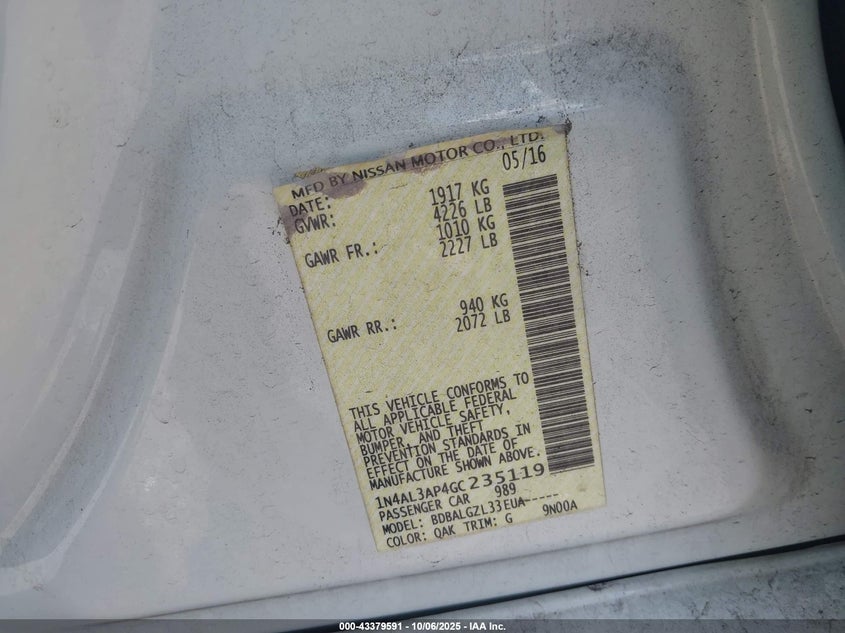 MFD BY NISSAN MOTOR CO., LTD.
DATE: 05/16
GVWR: 1917 KG
4226 LB
GAWR FR.: 1010 KG
2227 LB
GAWR RR.: 940 KG
2072 LB
THIS VEHICLE CONFORMS TO
ALL APPLICABLE FEDERAL
MOTOR VEHICLE SAFETY,
BUMPER, AND THEFT
PREVENTION STANDARDS IN
EFFECT ON THE DATE OF
MANUFACTURE SHOWN ABOVE.
1N4AL3AP4GC235119
PASSENGER CAR 989
MODEL: BDBALGZL33EUA-----
COLOR: QAK TRIM: G 9N00A
000-43379591 - 10/06/2025 - IAA Inc.